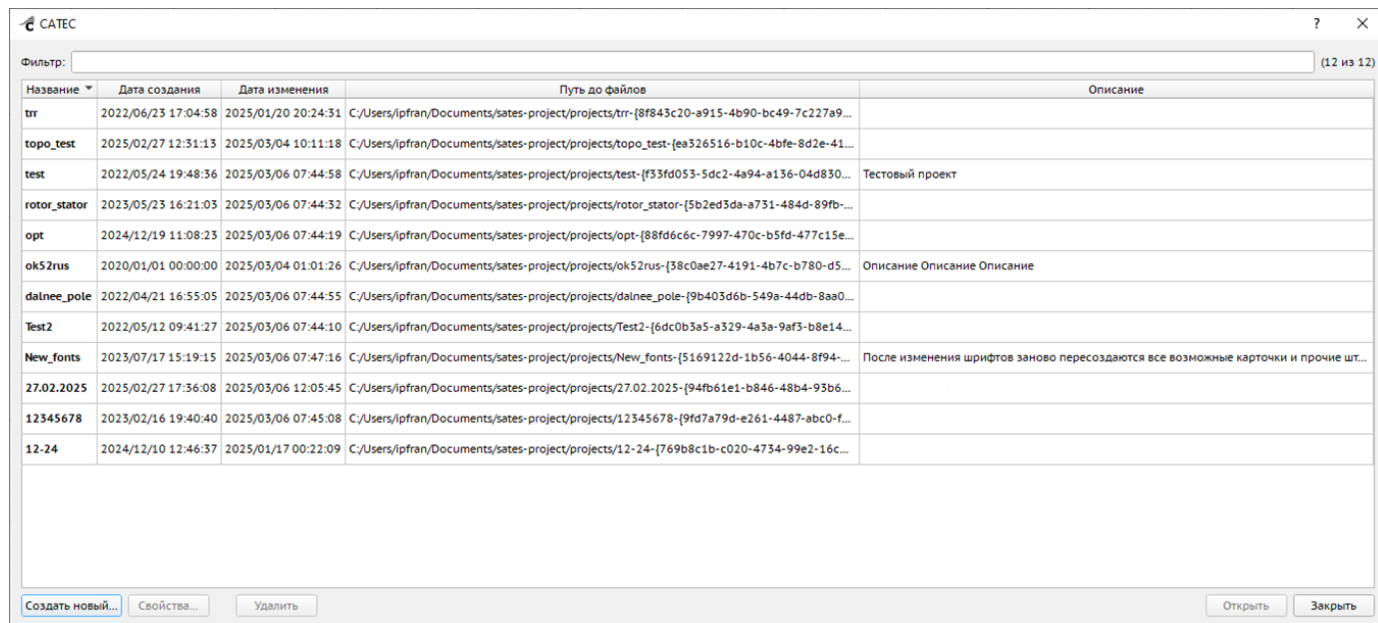 САТЕС
?
Фильтр:
(12 из 12)
Название Дата создания Дата изменения Путь до файлов Описание
trr 2022/06/23 17:04:58 2025/01/20 20:24:31 C:/Users/ipfran/Documents/sates-project/projects/trr-{8f843c20-a915-4b90-bc49-7c227a9...
topo_test 2025/02/27 12:31:13 2025/03/04 10:11:18 C:/Users/ipfran/Documents/sates-project/projects/topo_test-{ea326516-b10c-4bfe-8d2e-41...
test 2022/05/24 19:48:36 2025/03/06 07:44:58 C:/Users/ipfran/Documents/sates-project/projects/test-{f33fd053-5dc2-4a94-a136-04d830... Тестовый проект
rotor_stator 2023/05/23 16:21:03 2025/03/06 07:44:32 C:/Users/ipfran/Documents/sates-project/projects/rotor_stator-{5b2ed3da-a731-484d-89fb-...
opt 2024/12/19 11:08:23 2025/03/06 07:44:19 C:/Users/ipfran/Documents/sates-project/projects/opt-{88fd6c6c-7997-470c-b5fd-477c15e...
ok52rus 2020/01/01 00:00:00 2025/03/04 01:01:26 C:/Users/ipfran/Documents/sates-project/projects/ok52rus-{38c0ae27-4191-4b7c-b780-d5... Описание Описание Описание
dalnee_pole 2022/04/21 16:55:05 2025/03/06 07:44:55 C:/Users/ipfran/Documents/sates-project/projects/dalnee_pole-{9b403d6b-549a-44db-8aa0...
Test2 2022/05/12 09:41:27 2025/03/06 07:44:10 C:/Users/ipfran/Documents/sates-project/projects/Test2-{6dc0b3a5-a329-4a3a-9af3-b8e14...
New_fonts 2023/07/17 15:19:15 2025/03/06 07:47:16 C:/Users/ipfran/Documents/sates-project/projects/New_fonts-{5169122d-1b56-4044-8f94-... После изменения шрифтов заново пересоздаются все возможные карточки и прочие шт...
27.02.2025 2025/02/27 17:36:08 2025/03/06 12:05:45 C:/Users/ipfran/Documents/sates-project/projects/27.02.2025-{94fb61e1-b846-48b4-93b6...
12345678 2023/02/16 19:40:40 2025/03/06 07:45:08 C:/Users/ipfran/Documents/sates-project/projects/12345678-{9fd7a79d-e261-4487-abc0-f...
12-24 2024/12/10 12:46:37 2025/01/17 00:22:09 C:/Users/ipfran/Documents/sates-project/projects/12-24-{769b8c1b-c020-4734-99e2-16c...
Создать новый... Свойства... Удалить Открыть Закрыть